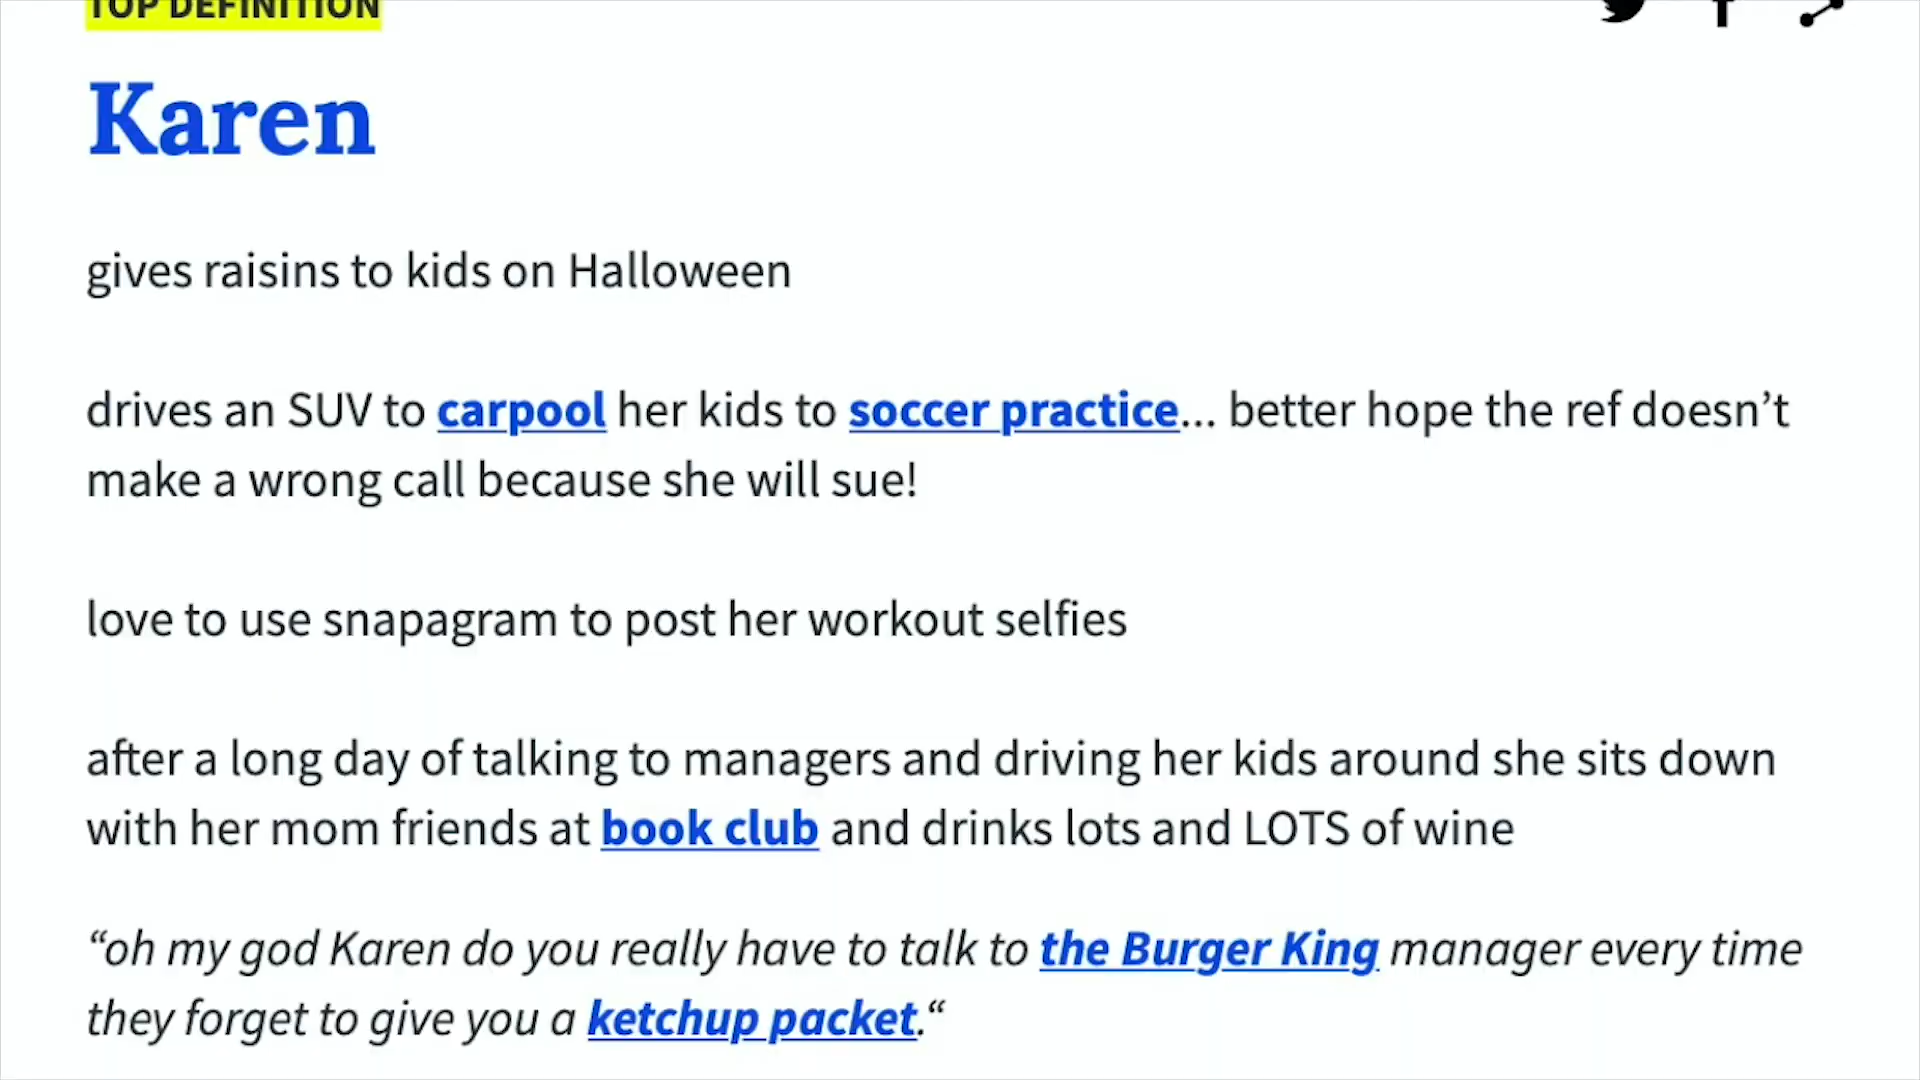 TOP DEFINITION
Karen
gives raisins to kids on Halloween
drives an SUV to carpool her kids to soccer practice... better hope the ref doesn’t
make a wrong call because she will sue!
love to use snapagram to post her workout selfies
after a long day of talking to managers and driving her kids around she sits down
with her mom friends at book club and drinks lots and LOTS of wine
“oh my god Karen do you really have to talk to the Burger King manager every time
they forget to give you a ketchup packet.“